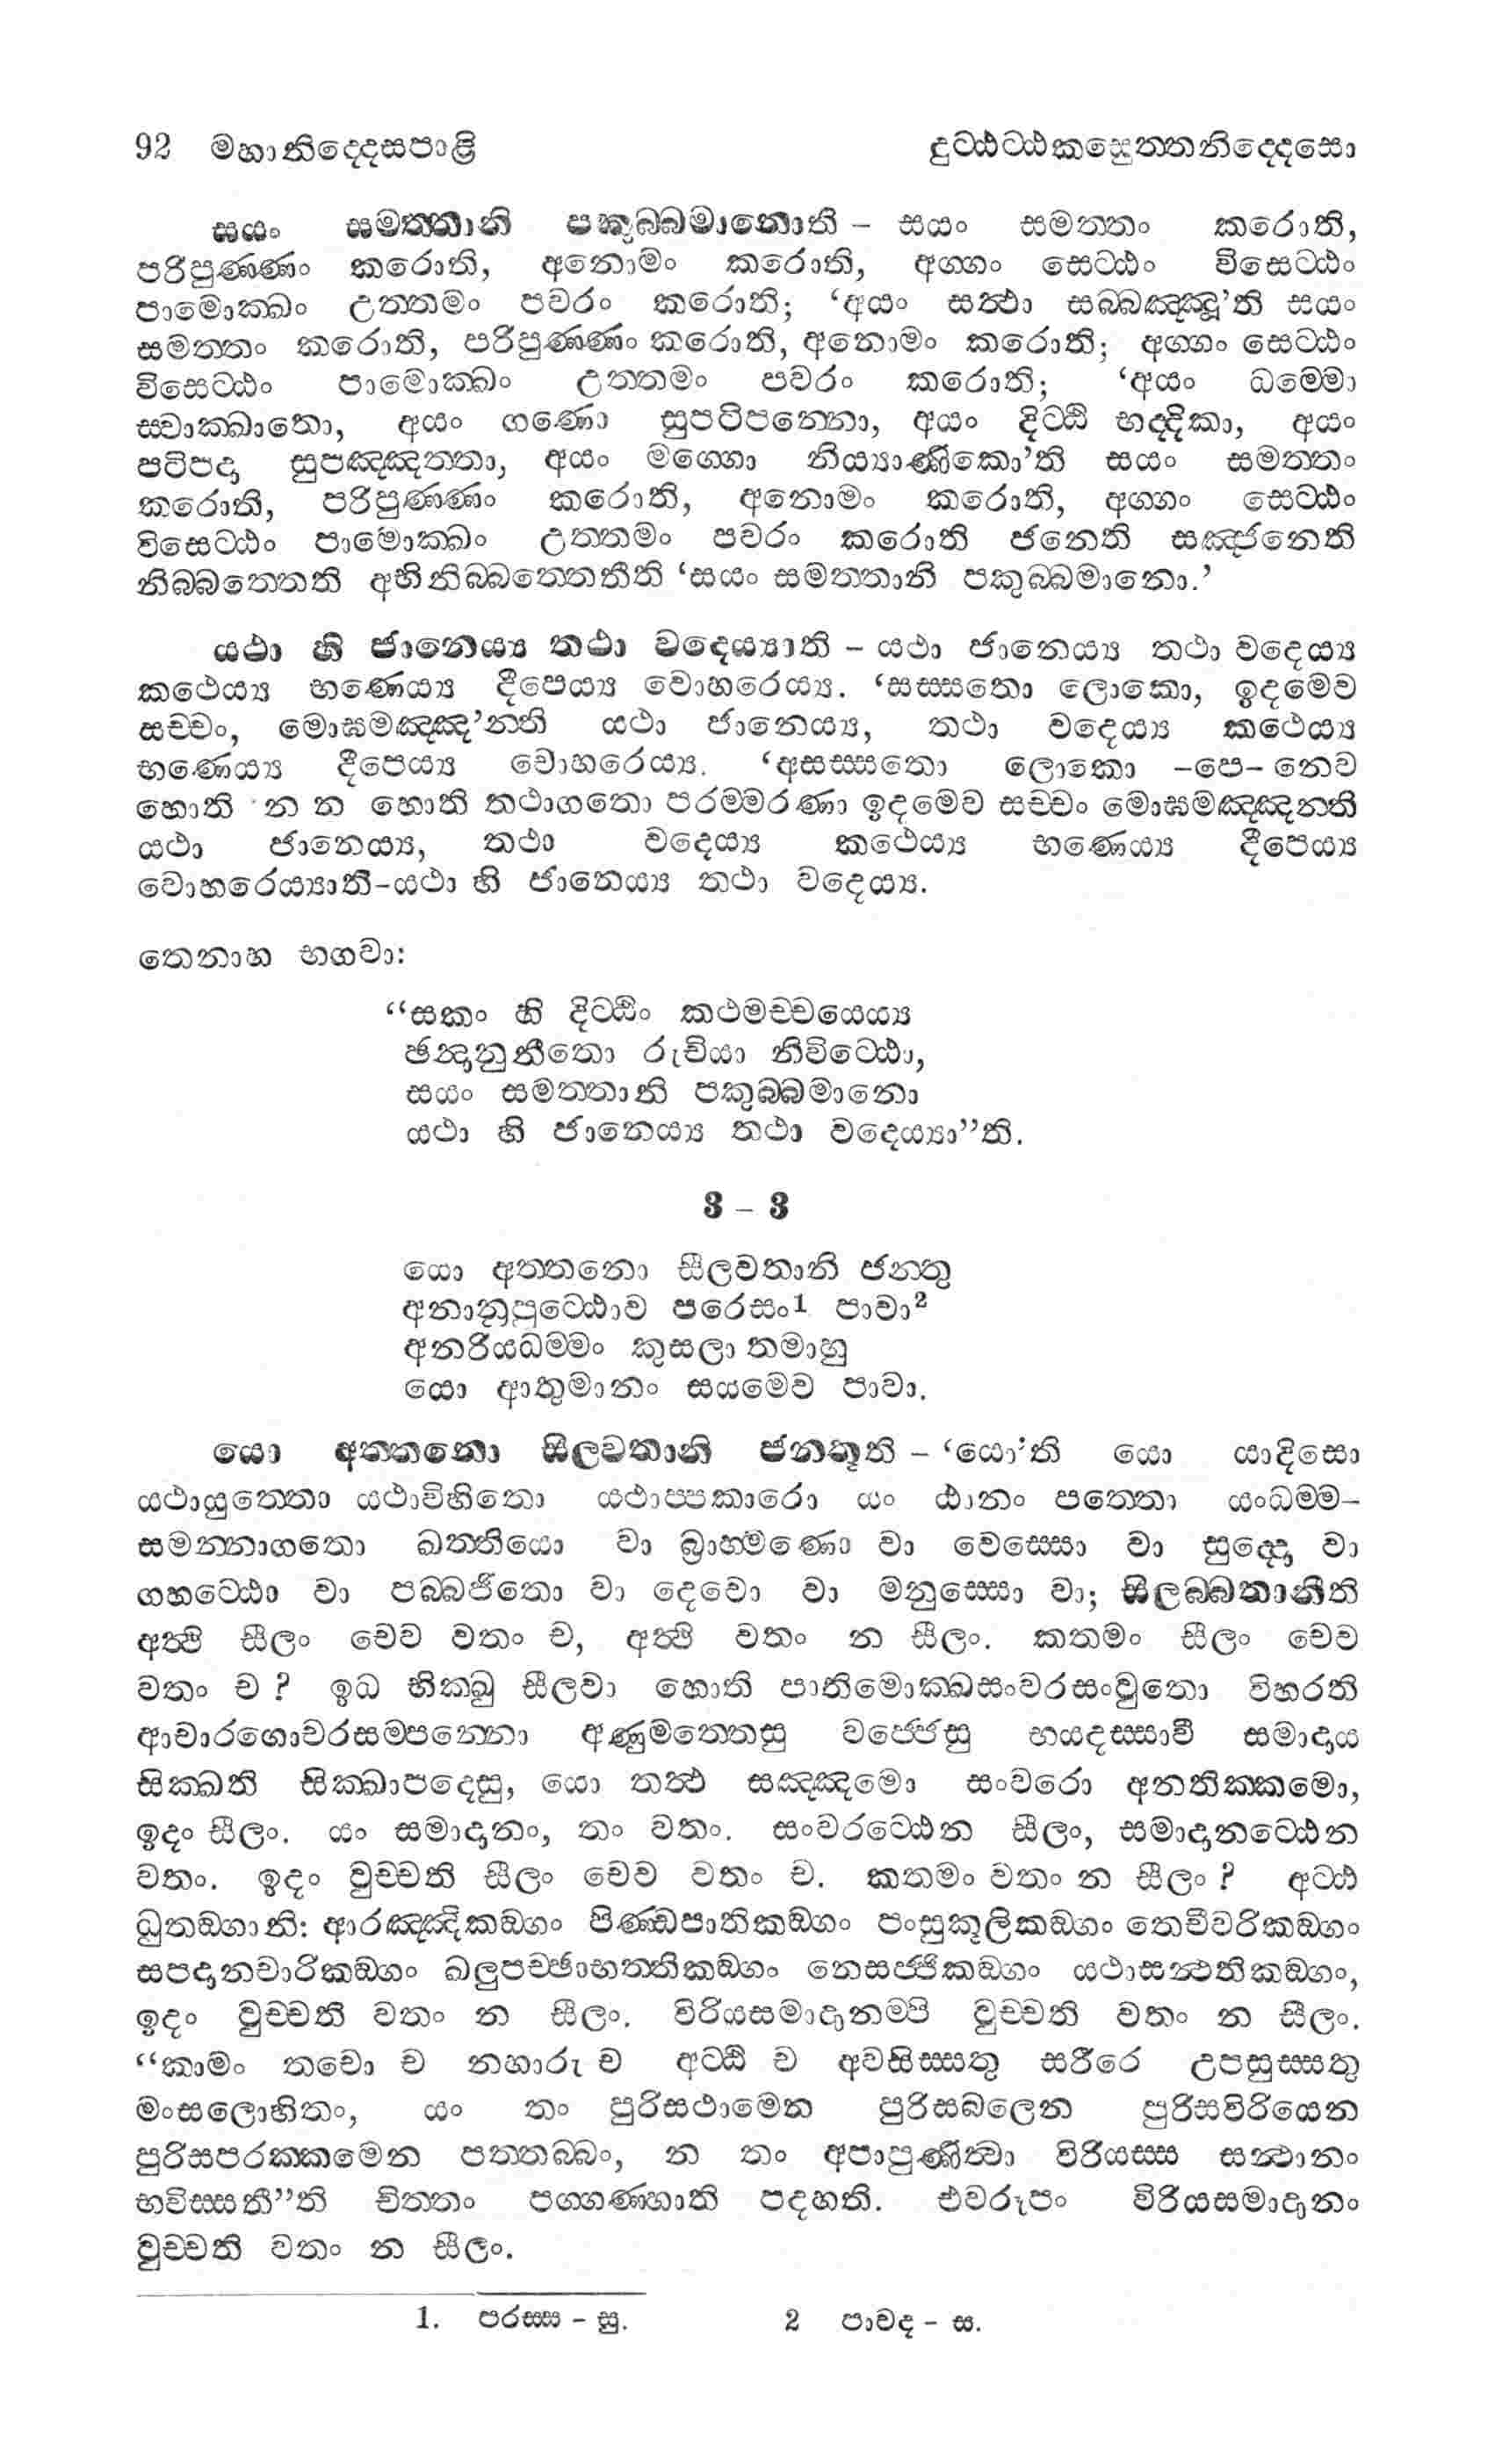 92 මහානිද්දෙසපාළි දුට්ඨට්ඨකසුත්තනිද්දෙසො
සයං සමත්තානි පකුබ්බමානොති – සයං සමත්තං කරොති,
පරිපුණ්ණං කරොති, අනොමං කරොති, අග්ගං සෙට්ඨං විසෙට්ඨං
පාමොක්ඛං උත්තමං පවරං කරොති; ‘අයං සත්ථා සබ්බඤ්ඤූ’ති සයං
සමත්තං කරොති, පරිපුණ්ණං කරොති, අනොමං කරොති; අග්ගං සෙට්ඨං
විසෙට්ඨං පාමොක්ඛං උත්තමං පවරං කරොති; ‘අයං ධම්මො
ස්වාක්ඛාතො, අයං ගණො සුපටිපන්නො, අයං දිට්ඨි භද්දිකා, අයං
පටිපදා සුපඤ්ඤත්තා, අයං මග්ගො නිය්‍යාණිකො’ති සයං සමත්තං
කරොති, පරිපුණ්ණං කරොති, අනොමං කරොති, අග්ගං සෙට්ඨං
විසෙට්ඨං පාමොක්ඛං උත්තමං පවරං කරොති ජනෙති සඤ්ජනෙති
නිබ්බත්තෙති අභිනිබ්බත්තෙතීති ‘සයං සමත්තානි පකුබ්බමානො.’
යථා හි ජානෙය්‍ය තථා වදෙය්‍යාති – යථා ජානෙය්‍ය තථා වදෙය්‍ය
කථෙය්‍ය භණෙය්‍ය දීපෙය්‍ය වොහරෙය්‍ය. ‘සස්සතො ලොකො, ඉදමෙව
සච්චං, මොඝමඤ්ඤ’න්ති යථා ජානෙය්‍ය, තථා වදෙය්‍ය කථෙය්‍ය
භණෙය්‍ය දීපෙය්‍ය වොහරෙය්‍ය. ‘අසස්සතො ලොකො –පෙ– නෙව
හොති න න හොති තථාගතො පරම්මරණා ඉදමෙව සච්චං මොඝමඤ්ඤන්ති
යථා ජානෙය්‍ය, තථා වදෙය්‍ය කථෙය්‍ය භණෙය්‍ය දීපෙය්‍ය
වොහරෙය්‍යාති–යථා හි ජානෙය්‍ය තථා වදෙය්‍ය.
තෙනාහ භගවා:
“සකං හි දිට්ඨිං කථමච්චයෙය්‍ය
ඡන්දානුනීතො රුචියා නිවිට්ඨො,
සයං සමත්තානි පකුබ්බමානො
යථා හි ජානෙය්‍ය තථා වදෙය්‍යා”ති.
3 – 3
යො අත්තනො සීලවතානි ජන්තු
අනානුපුට්ඨොව පරෙසං1 පාවා2
අනරියධම්මං කුසලා තමාහු
යො ආතුමානං සයමෙව පාවා.
යො අත්තනො සීලවතානි ජන්තූති – ‘යො’ති යො යාදිසො
යථායුත්තො යථාවිහිතො යථාප්පකාරො යං ඨානං පත්තො යංධම්ම–
සමන්නාගතො ඛත්තියො වා බ්‍රාහ්මණො වා වෙස්සො වා සුද්දො වා
ගහට්ඨො වා පබ්බජිතො වා දෙවො වා මනුස්සො වා; සීලබ්බතානීති
අත්ථි සීලං චෙව වතං ච, අත්ථි වතං න සීලං. කතමං සීලං චෙව
වතං ච? ඉධ භික්ඛු සීලවා හොති පාතිමොක්ඛසංවරසංවුතො විහරති
ආචාරගොචරසම්පන්නො අණුමත්තෙසු වජ්ජෙසු භයදස්සාවී සමාදාය
සික්ඛති සික්ඛාපදෙසු, යො තත්ථ සඤ්ඤමො සංවරො අනතික්කමො,
ඉදං සීලං. යං සමාදානං, තං වතං. සංවරට්ඨෙන සීලං, සමාදානට්ඨෙන
වතං. ඉදං වුච්චති සීලං චෙව වතං ච. කතමං වතං න සීලං? අට්ඨ
ධුතඞ්ගානි: ආරඤ්ඤිකඞ්ගං පිණ්ඩපාතිකඞ්ගං පංසුකූලිකඞ්ගං තෙචීවරිකඞ්ගං
සපදානචාරිකඞ්ගං ඛලුපච්ඡාභත්තිකඞ්ගං නෙසජ්ජිකඞ්ගං යථාසන්ථතිකඞ්ගං,
ඉදං වුච්චති වතං න සීලං. විරියසමාදානම්පි වුච්චති වතං න සීලං.
“කාමං තචො ච නහාරු ච අට්ඨි ච අවසිස්සතු සරීරෙ උපසුස්සතු
මංසලොහිතං, යං තං පුරිසථාමෙන පුරිසබලෙන පුරිසවිරියෙන
පුරිසපරක්කමෙන පත්තබ්බං, න තං අපාපුණිත්වා විරියස්ස සන්ථානං
භවිස්සතී”ති චිත්තං පග්ගණ්හාති පදහති. එවරූපං විරියසමාදානං
වුච්චති වතං න සීලං.
1. පරස්ස – සු. 2 පාවද – ස.